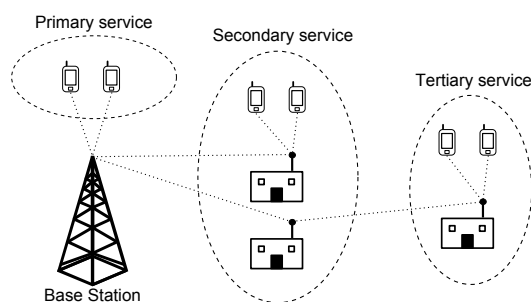 Primary service
Secondary service
Tertiary service
Base Station